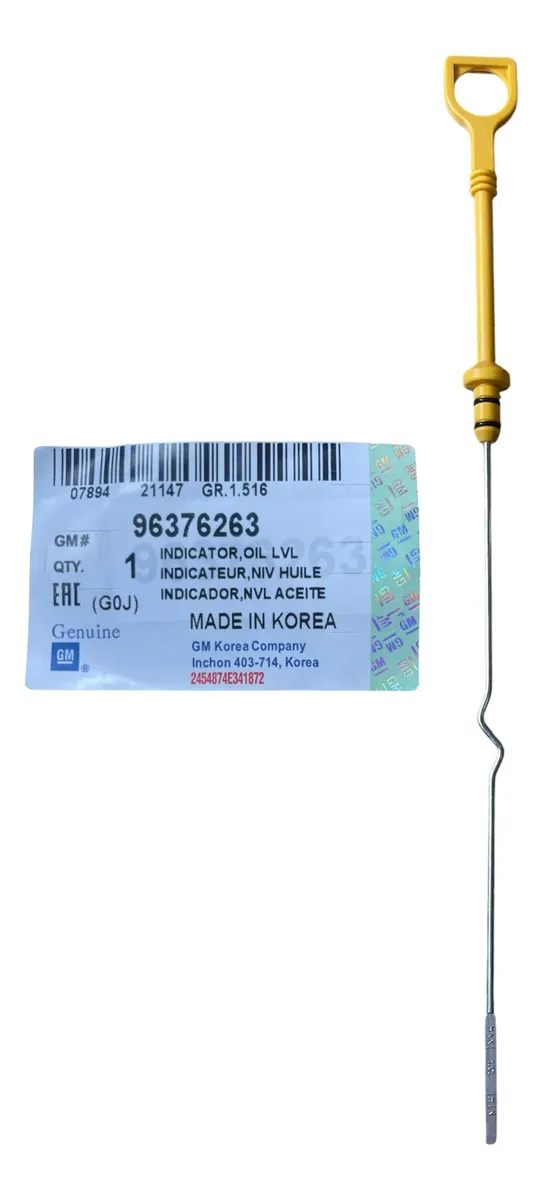 07894 21147 GR.1.516
GM# 96376263
QTY. 1 INDICATOR,OIL LVL
INDICATEUR,NIV HUILE
INDICADOR,NVL ACEITE
EAC (G0J)
MADE IN KOREA
Genuine
GM ®
GM Korea Company
Inchon 403-714, Korea
2454874E341872